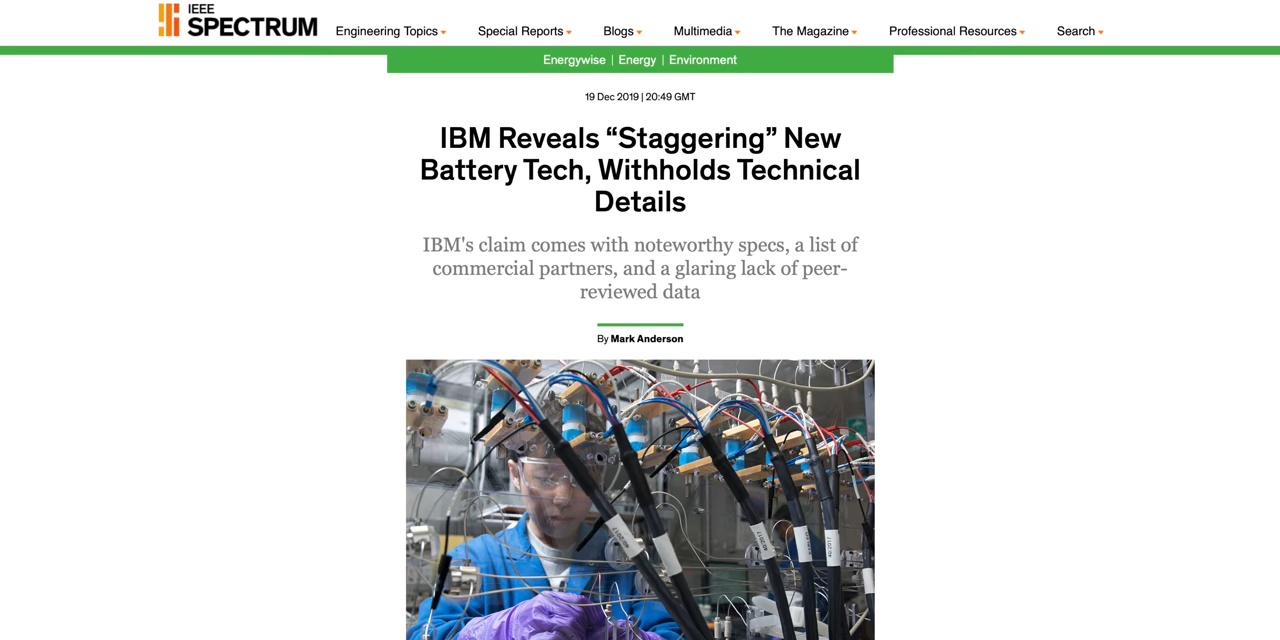 IEEE
SPECTRUM
Engineering Topics Special Reports Blogs Multimedia The Magazine Professional Resources Search
Energywise | Energy | Environment
19 Dec 2019 | 20:49 GMT
IBM Reveals “Staggering” New
Battery Tech, Withholds Technical
Details
IBM's claim comes with noteworthy specs, a list of
commercial partners, and a glaring lack of peer-
reviewed data
By Mark Anderson